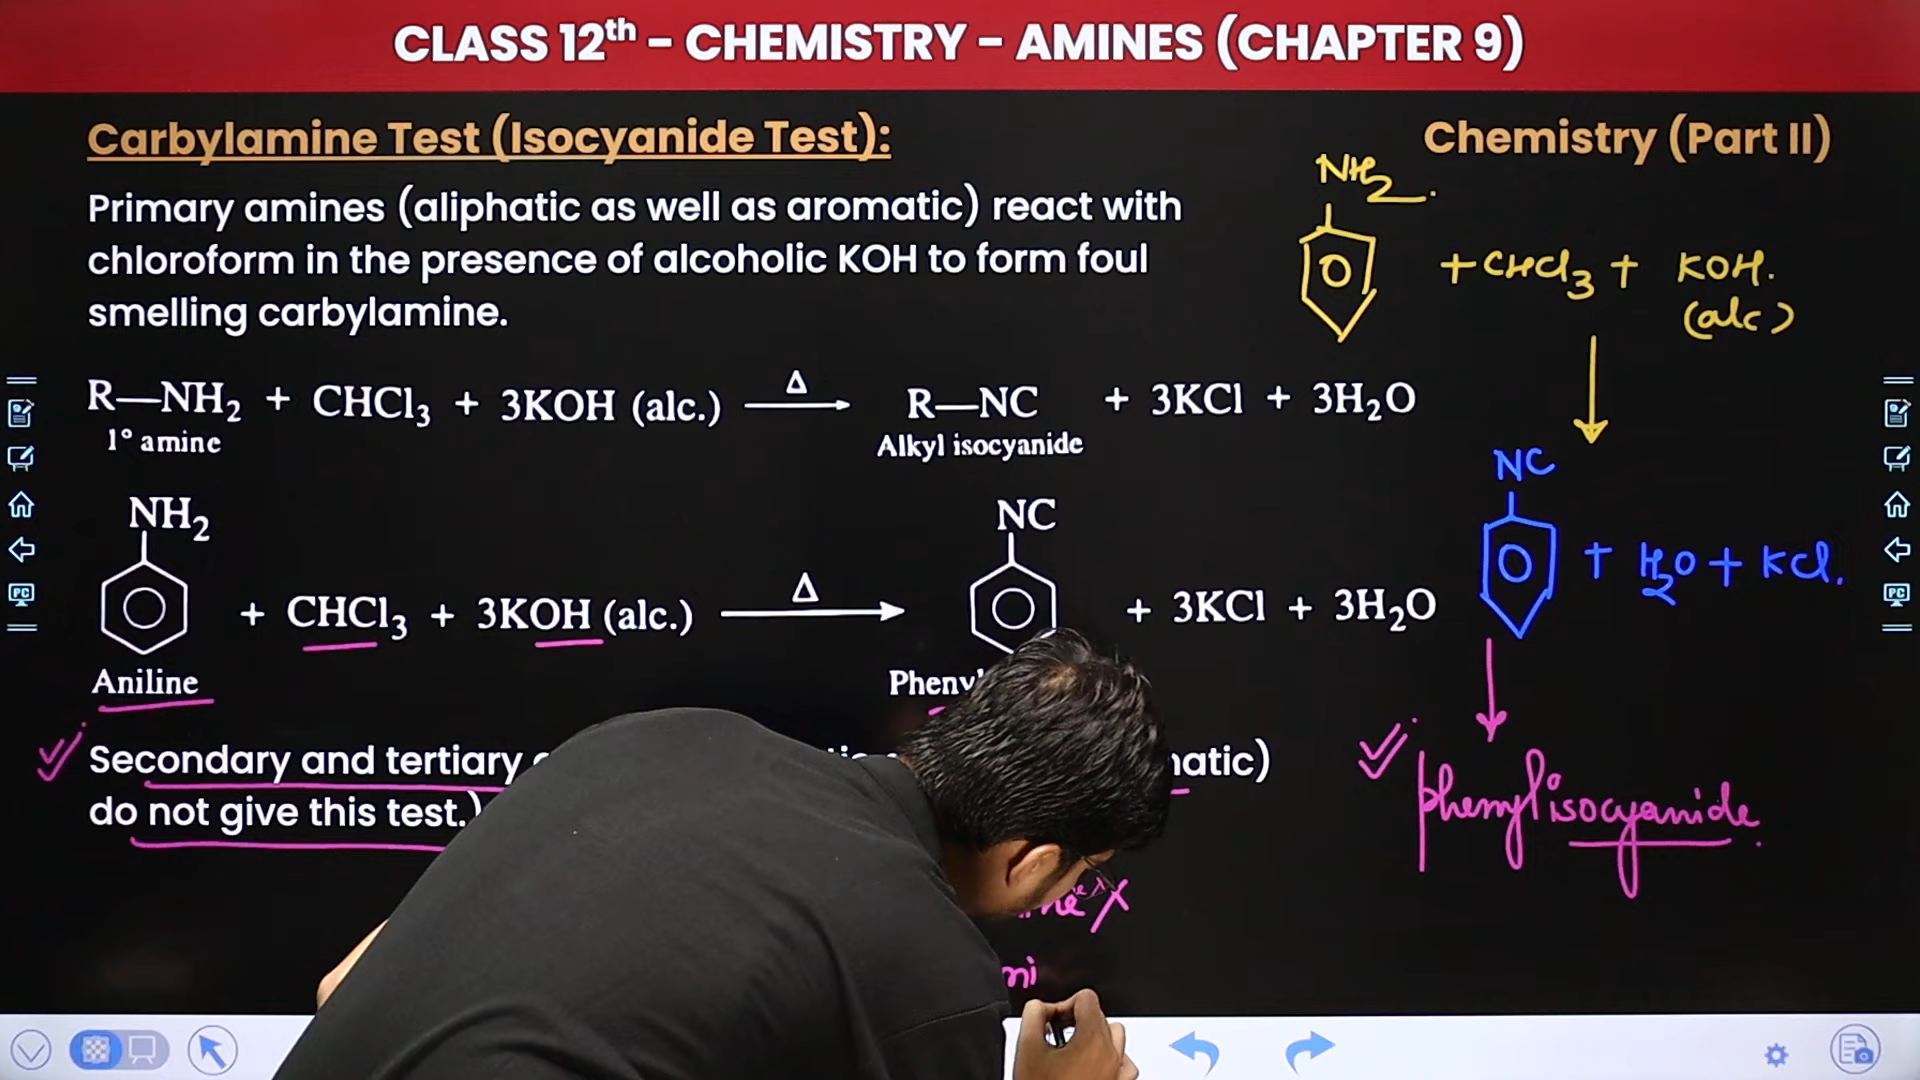 CLASS 12th - CHEMISTRY - AMINES (CHAPTER 9)
Carbylamine Test (Isocyanide Test):
Chemistry (Part II)
Primary amines (aliphatic as well as aromatic) react with
chloroform in the presence of alcoholic KOH to form foul
smelling carbylamine.
R—NH₂ + CHCl₃ + 3KOH (alc.) —Δ→ R—NC + 3KCl + 3H₂O
1° amine
Alkyl isocyanide
NH₂
NC
+ CHCl₃ + 3KOH (alc.) —Δ→ + 3KCl + 3H₂O
Aniline
Secondary and tertiary
do not give this test.)
NH₂
+ CHCl₃ + KOH.
(alc)
NC
+ H₂O + KCl.
phenylisocyanide
PC
PC